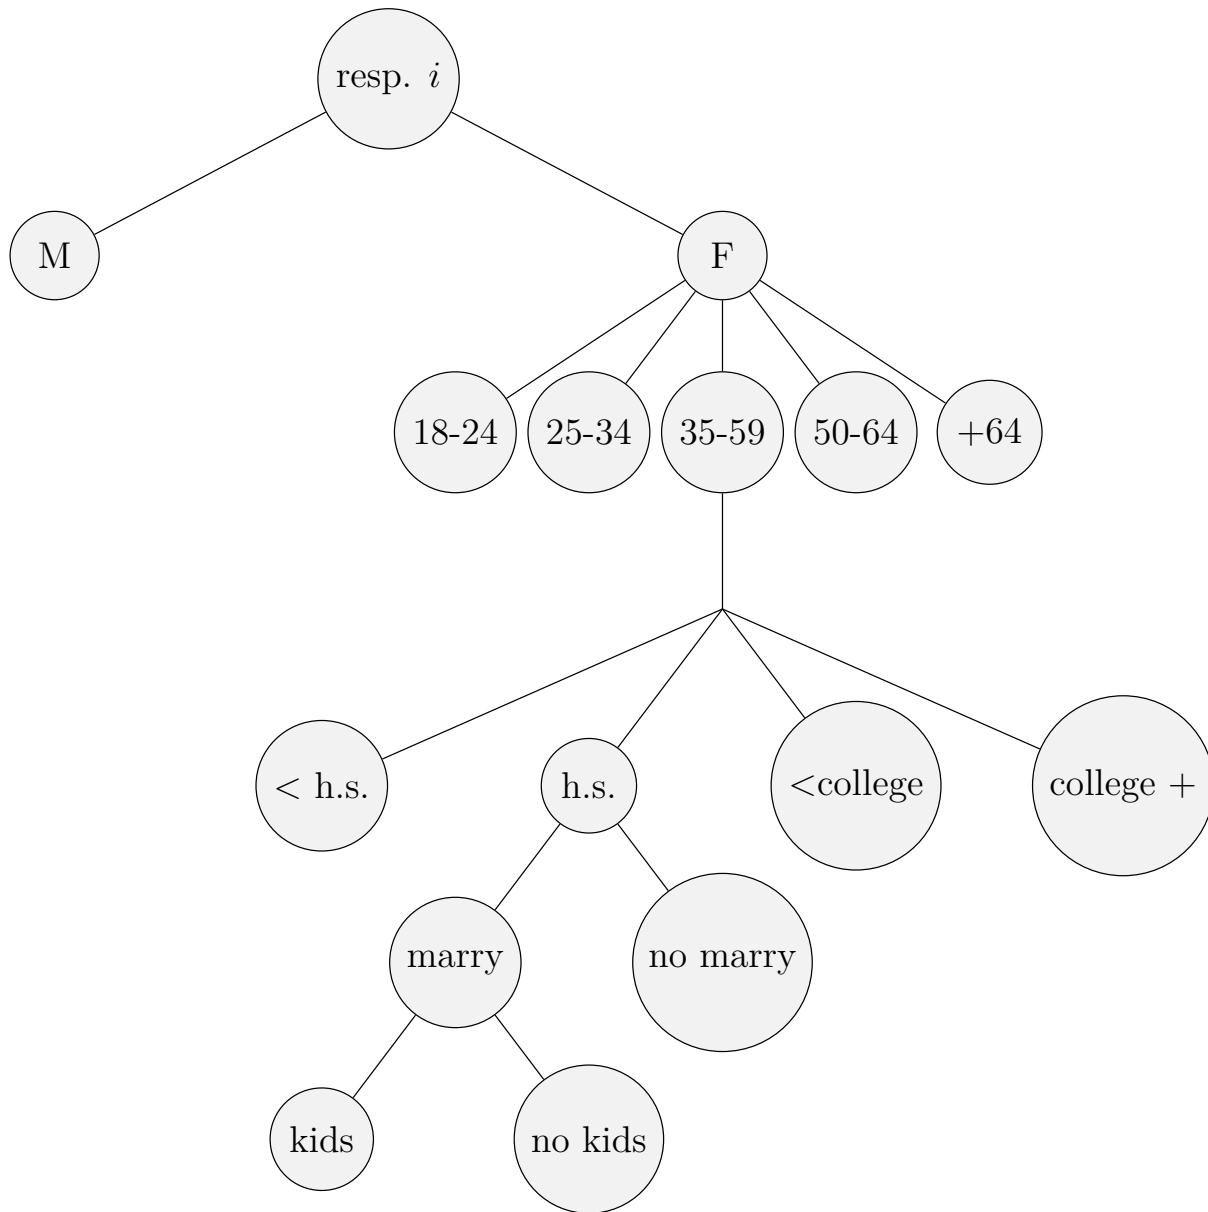 resp. i
M
F
18-24
25-34
35-59
50-64
+64
< h.s.
h.s.
<college
college +
marry
no marry
kids
no kids